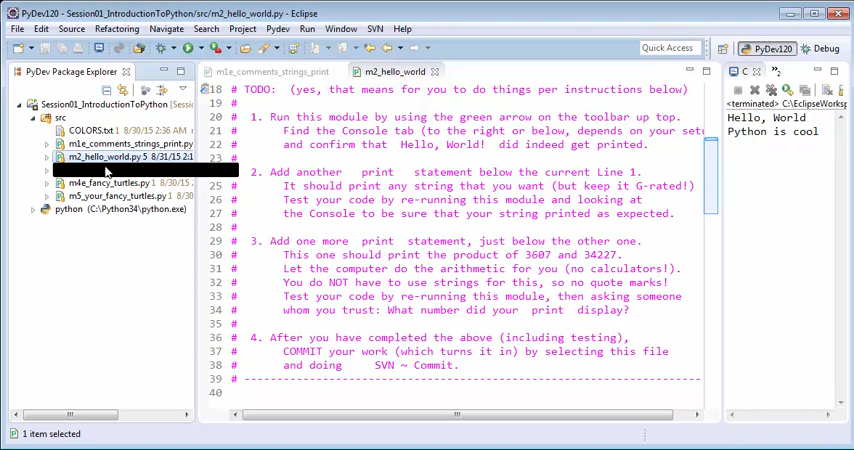 PyDev120 - Session01_IntroductionToPython/src/m2_hello_world.py - Eclipse
File Edit Source Refactoring Navigate Search Project Pydev Run Window SVN Help
Quick Access PyDev120 Debug
PyDev Package Explorer
Session01_IntroductionToPython [Session
src
COLORS.txt 1 8/30/15 2:36 AM
m1e_comments_strings_print.py
m2_hello_world.py 5 8/31/15 2:1
m4e_fancy_turtles.py 1 8/30/15
m5_your_fancy_turtles.py 1 8/30
python (C:\Python34\python.exe)
m1e_comments_strings_print m2_hello_world
18 # TODO: (yes, that means for you to do things per instructions below)
19 #
20 # 1. Run this module by using the green arrow on the toolbar up top.
21 # Find the Console tab (to the right or below, depends on your setu
22 # and confirm that Hello, World! did indeed get printed.
23 #
24 # 2. Add another print statement below the current Line 1.
25 # It should print any string that you want (but keep it G-rated!)
26 # Test your code by re-running this module and looking at
27 # the Console to be sure that your string printed as expected.
28 #
29 # 3. Add one more print statement, just below the other one.
30 # This one should print the product of 3607 and 34227.
31 # Let the computer do the arithmetic for you (no calculators!).
32 # You do NOT have to use strings for this, so no quote marks!
33 # Test your code by re-running this module, then asking someone
34 # whom you trust: What number did your print display?
35 #
36 # 4. After you have completed the above (including testing),
37 # COMMIT your work (which turns it in) by selecting this file
38 # and doing SVN ~ Commit.
39 # --------------------------------------------------------------
40
C
<terminated> C:\EclipseWorksp
Hello, World
Python is cool
1 item selected